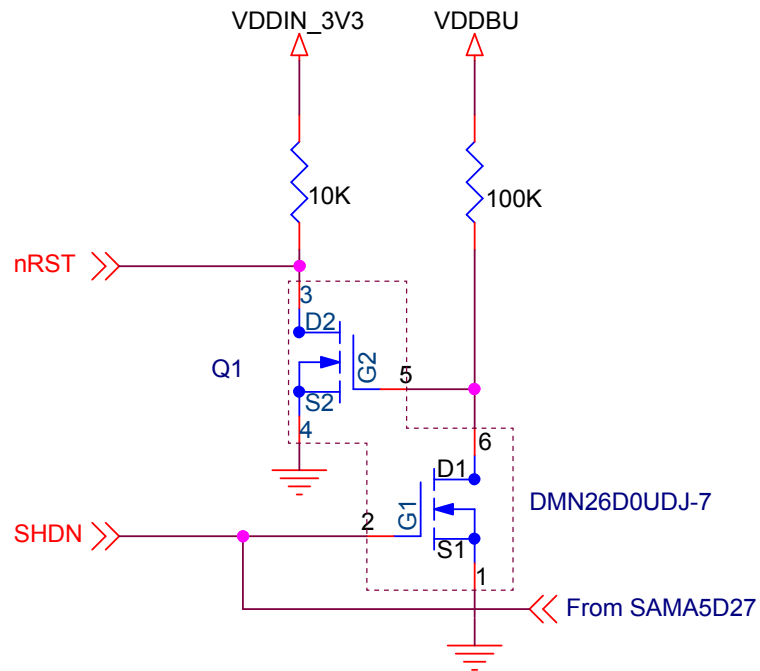 VDDIN_3V3
VDDBU
10K
100K
nRST
3
D2
Q1
G2
5
S2
4
6
D1
DMN26D0UDJ-7
SHDN
2
G1
S1
1
From SAMA5D27